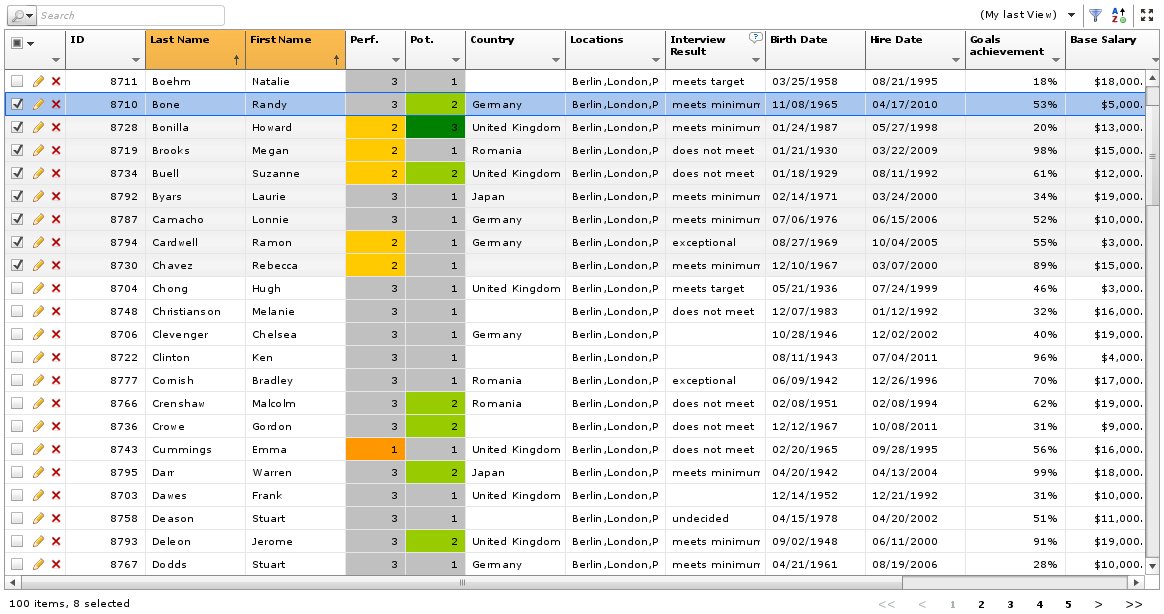 Search (My last View)
ID Last Name First Name Perf. Pot. Country Locations Interview Result Birth Date Hire Date Goals achievement Base Salary
8711 Boehm Natalie 3 1 Berlin,London,P meets target 03/25/1958 08/21/1995 18% $18,000.
8710 Bone Randy 3 2 Germany Berlin,London,P meets minimum 11/08/1965 04/17/2010 53% $5,000.
8728 Bonilla Howard 2 3 United Kingdom Berlin,London,P meets minimum 01/24/1987 05/27/1998 20% $13,000.
8719 Brooks Megan 2 1 Romania Berlin,London,P does not meet 01/21/1930 03/22/2009 98% $15,000.
8734 Buell Suzanne 2 2 United Kingdom Berlin,London,P does not meet 01/18/1929 08/11/1992 61% $12,000.
8792 Byars Laurie 3 1 Japan Berlin,London,P meets minimum 02/14/1971 03/24/2000 34% $19,000.
8787 Camacho Lonnie 3 1 Germany Berlin,London,P meets minimum 07/06/1976 06/15/2006 52% $10,000.
8794 Cardwell Ramon 2 1 Germany Berlin,London,P exceptional 08/27/1969 10/04/2005 55% $3,000.
8730 Chavez Rebecca 2 1 Berlin,London,P meets minimum 12/10/1967 03/07/2000 89% $15,000.
8704 Chong Hugh 3 1 United Kingdom Berlin,London,P meets target 05/21/1936 07/24/1999 46% $3,000.
8748 Christianson Melanie 3 1 Berlin,London,P does not meet 12/07/1983 01/12/1992 32% $16,000.
8706 Clevenger Chelsea 3 1 Germany Berlin,London,P 10/28/1946 12/02/2002 40% $19,000.
8722 Clinton Ken 3 1 Berlin,London,P 08/11/1943 07/04/2011 96% $4,000.
8777 Cornish Bradley 3 1 Romania Berlin,London,P exceptional 06/09/1942 12/26/1996 70% $17,000.
8766 Crenshaw Malcolm 3 2 Romania Berlin,London,P does not meet 02/08/1951 02/08/1994 62% $19,000.
8736 Crowe Gordon 3 2 Berlin,London,P does not meet 12/12/1967 10/08/2011 31% $9,000.
8743 Cummings Emma 1 1 United Kingdom Berlin,London,P does not meet 02/20/1965 09/28/1995 56% $16,000.
8795 Darr Warren 3 2 Japan Berlin,London,P meets minimum 04/20/1942 04/13/2004 99% $18,000.
8703 Dawes Frank 3 1 United Kingdom Berlin,London,P 12/14/1952 12/21/1992 31% $10,000.
8758 Deason Stuart 3 1 Berlin,London,P undecided 04/15/1978 04/20/2002 51% $11,000.
8793 Deleon Jerome 3 2 United Kingdom Berlin,London,P meets minimum 09/02/1948 06/11/2000 91% $19,000.
8767 Dodds Stuart 3 1 Germany Berlin,London,P meets minimum 04/21/1961 08/19/2006 28% $10,000.
100 items, 8 selected << < 1 2 3 4 5 > >>